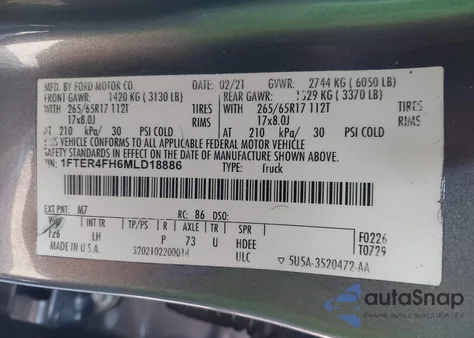 MFD. BY FORD MOTOR CO. 02/21 GVWR: 2744 KG (6050 LB)
FRONT GAWR: 1420 KG (3130 LB) REAR GAWR: 1529 KG (3370 LB)
WITH 265/65R17 112T TIRES WITH 265/65R17 112T TIRES
17x8.0J RIMS 17x8.0J RIMS
AT 210 kPa/ 30 PSI COLD AT 210 kPa/ 30 PSI COLD
THIS VEHICLE CONFORMS TO ALL APPLICABLE FEDERAL MOTOR VEHICLE
SAFETY STANDARDS IN EFFECT ON THE DATE OF MANUFACTURE SHOWN ABOVE.
VIN: 1FTER4FH6MLD18886 TYPE: Truck
EXT PNT: M7 RC: 86 DSO:
WB INT TR TP/PS R AXLE TR SPR
126 LH P 73 U HDEE F0226
MADE IN U.S.A. ULC T0729
▽ 5U5A-3520472-AA
autoSnap